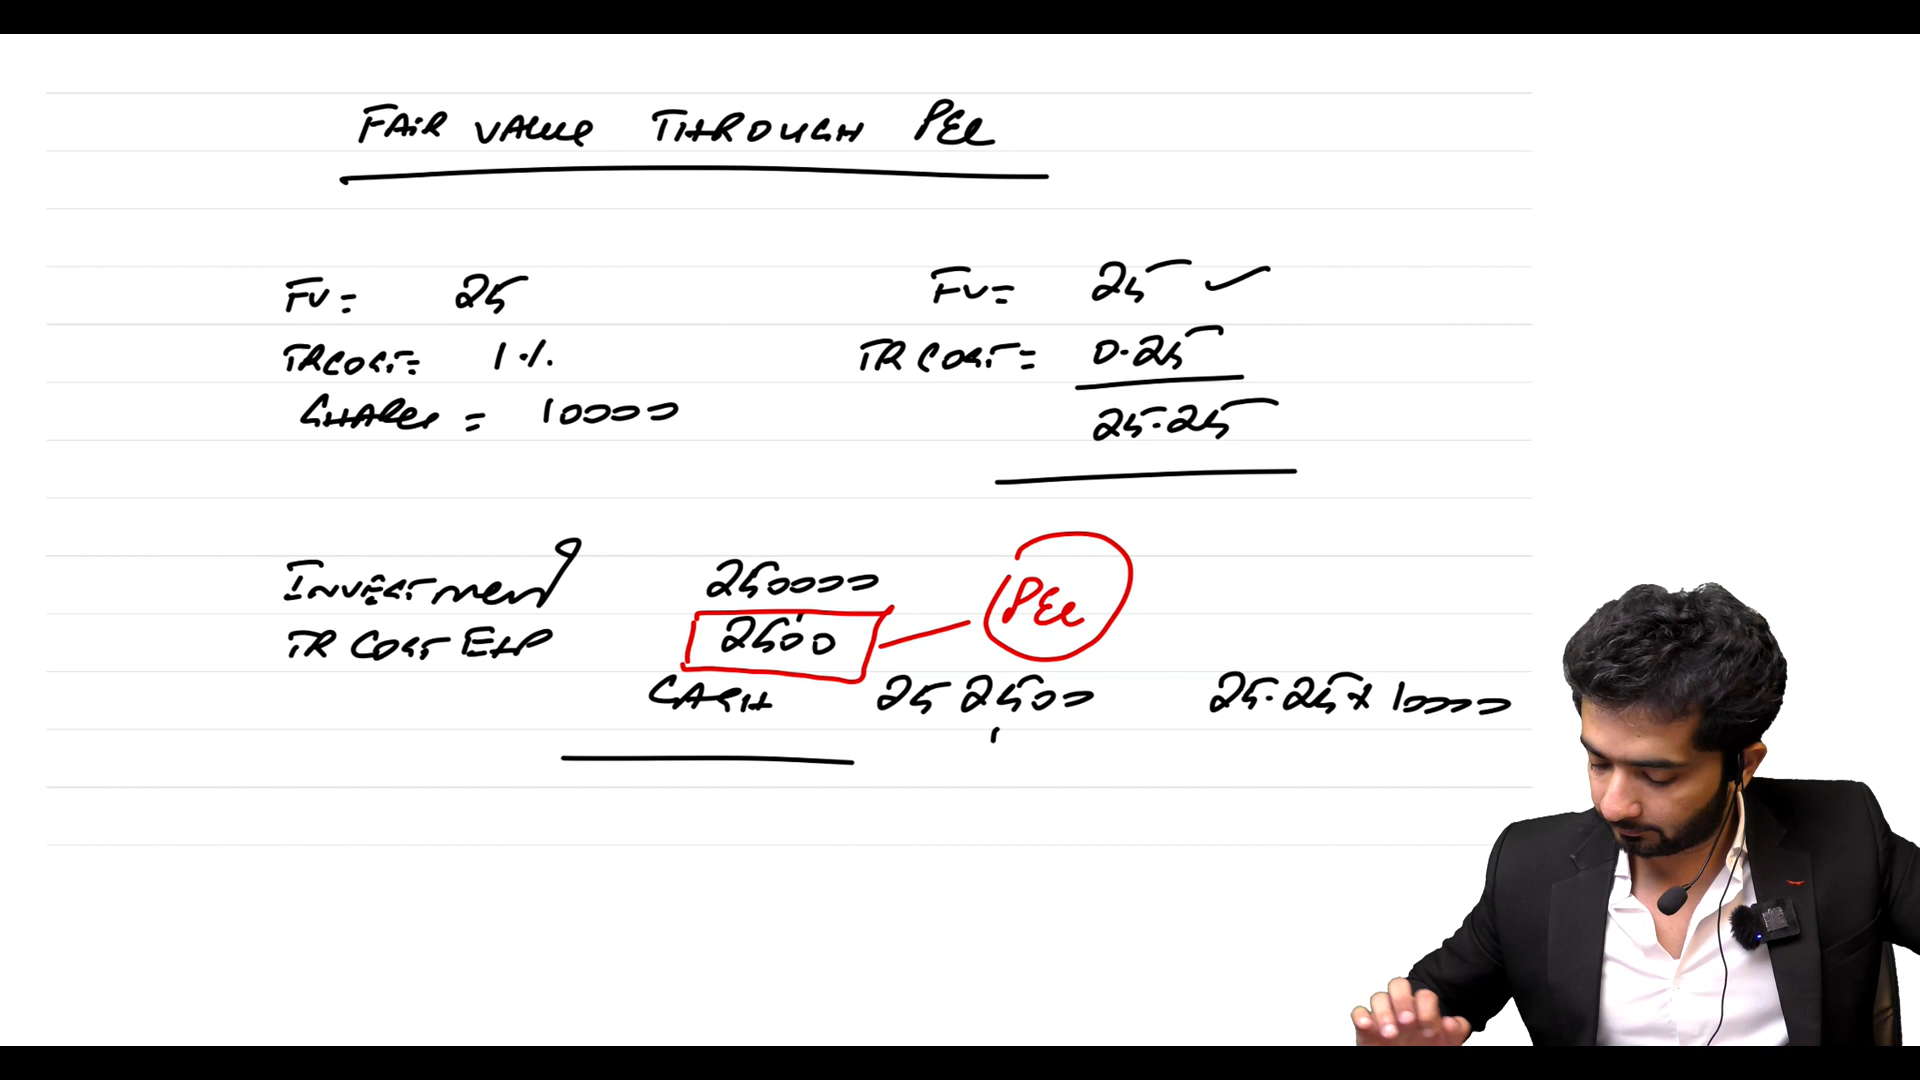 FAIR VALUE THROUGH P&L
FV = 25
TR COST = 1%
SHARES = 10000
FV = 25 ✓
TR COST = 0.25
25.25
INVESTMENT 250000
TR COST EXP 2500
P&L
CASH 252500
25.25 x 10000